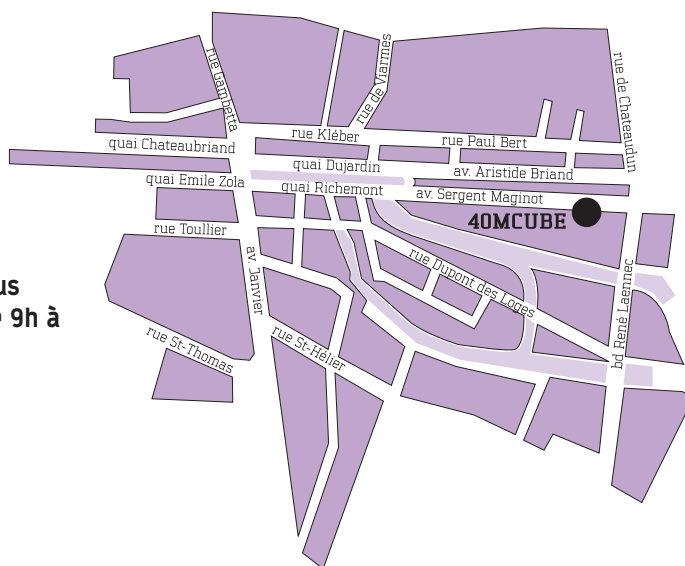 rue Gambetta
rue de Viarmes
rue de Chateaudun
rue Kléber
rue Paul Bert
quai Chateaubriand
quai Dujardin
av. Aristide Briand
quai Emile Zola
quai Richemont
av. Sergent Maginot
40MCUBE
rue Toullier
av. Janvier
rue Dupont des Loges
bd René Laennec
us
9h à
rue St-Thomas
rue St-Hélier